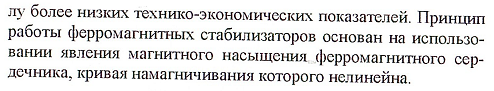 лу более низких технико-экономических показателей. Принцип
работы ферромагнитных стабилизаторов основан на использо-
вании явления магнитного насыщения ферромагнитного сер-
дечника, кривая намагничивания которого нелинейна.